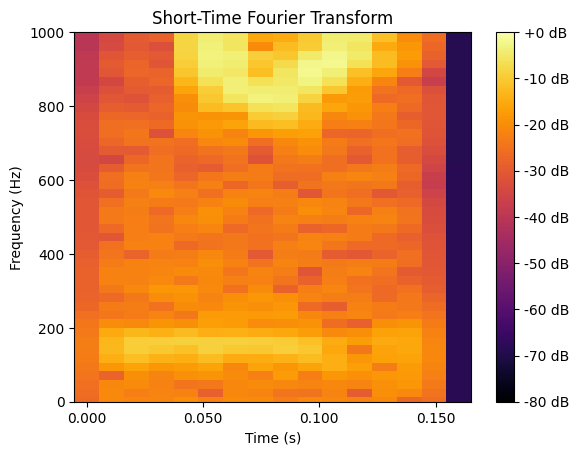 Short-Time Fourier Transform
1000
800
600
400
200
0
Frequency (Hz)
0.000
0.050
0.100
0.150
Time (s)
+0 dB
-10 dB
-20 dB
-30 dB
-40 dB
-50 dB
-60 dB
-70 dB
-80 dB